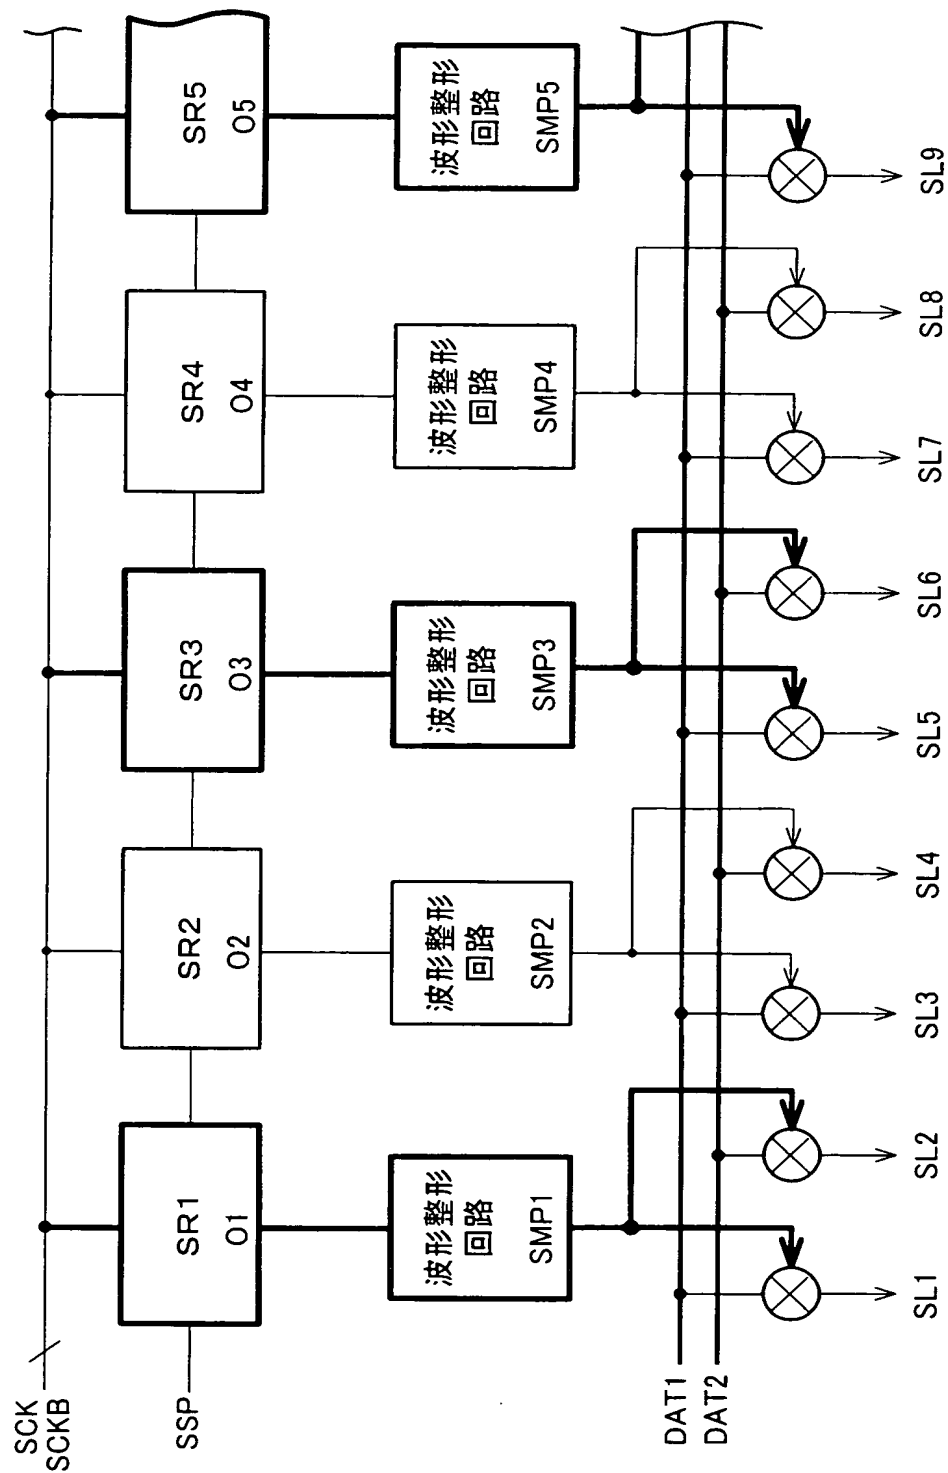 SCK
SCKB
SSP
SR1
O1
SR2
O2
SR3
O3
SR4
O4
SR5
O5
波形整形
回路
SMP1
波形整形
回路
SMP2
波形整形
回路
SMP3
波形整形
回路
SMP4
波形整形
回路
SMP5
DAT1
DAT2
SL1
SL2
SL3
SL4
SL5
SL6
SL7
SL8
SL9